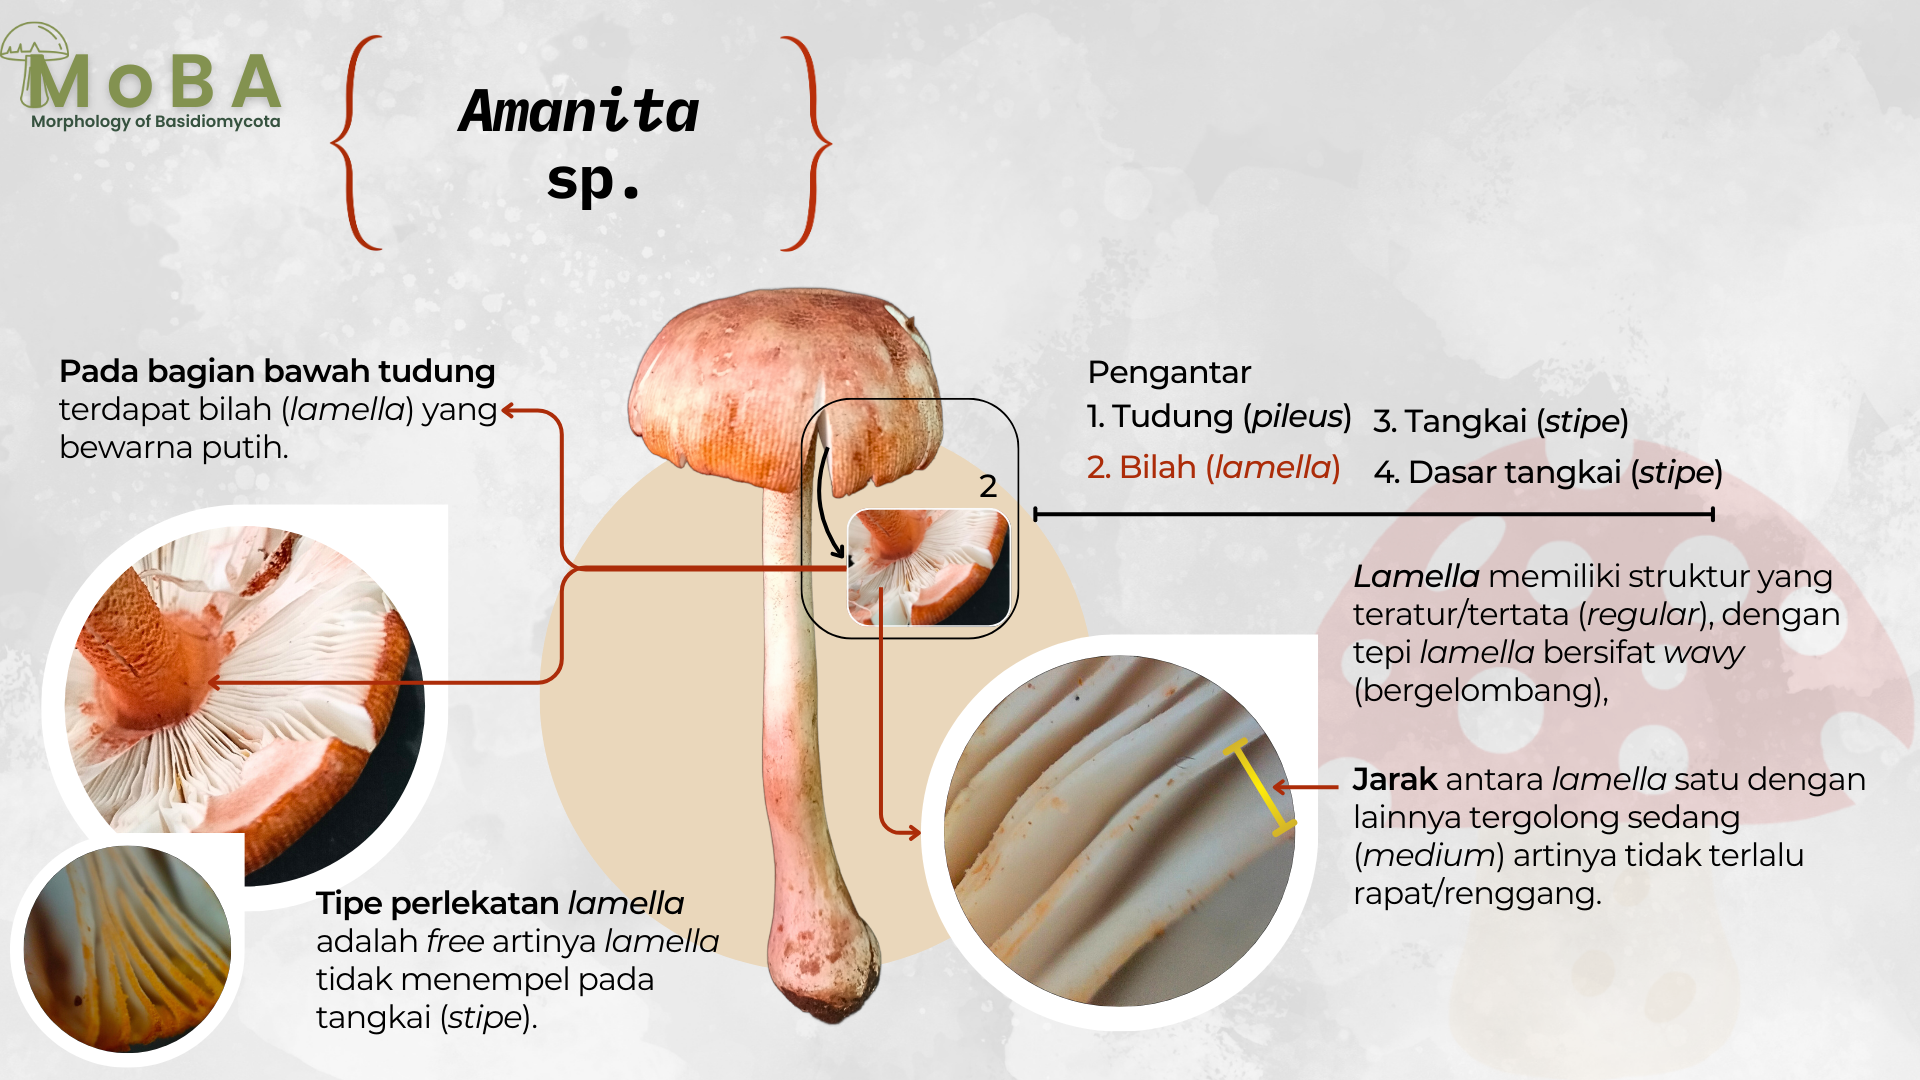 MoBA
Morphology of Basidiomycota
Amanita
sp.
Pada bagian bawah tudung
terdapat bilah (lamella) yang
bewarna putih.
Pengantar
1. Tudung (pileus)
2. Bilah (lamella)
3. Tangkai (stipe)
4. Dasar tangkai (stipe)
2
Lamella memiliki struktur yang
teratur/tertata (regular), dengan
tepi lamella bersifat wavy
(bergelombang),
Jarak antara lamella satu dengan
lainnya tergolong sedang
(medium) artinya tidak terlalu
rapat/renggang.
Tipe perlekatan lamella
adalah free artinya lamella
tidak menempel pada
tangkai (stipe).